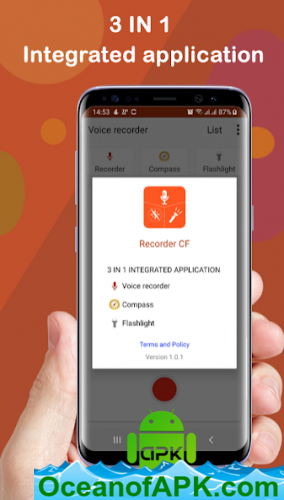 3 IN 1
Integrated application
14:53
87%
Voice recorder List
Recorder Compass Flashlight
Recorder CF
3 IN 1 INTEGRATED APPLICATION
Voice recorder
Compass
Flashlight
Terms and Policy
Version 1.0.1
apk
OceanofAPK.com